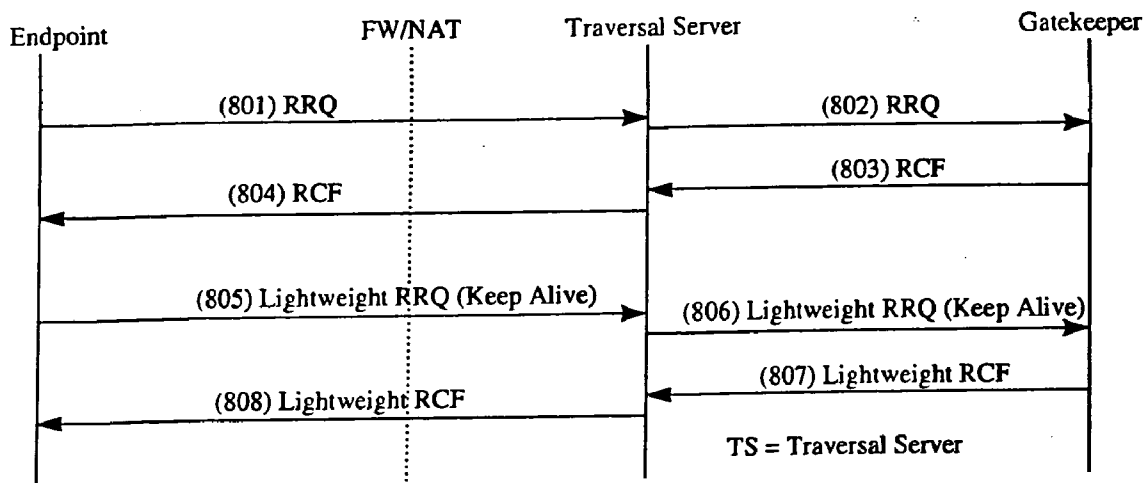 Endpoint
FW/NAT
Traversal Server
Gatekeeper
(801) RRQ
(802) RRQ
(803) RCF
(804) RCF
(805) Lightweight RRQ (Keep Alive)
(806) Lightweight RRQ (Keep Alive)
(807) Lightweight RCF
(808) Lightweight RCF
TS = Traversal Server